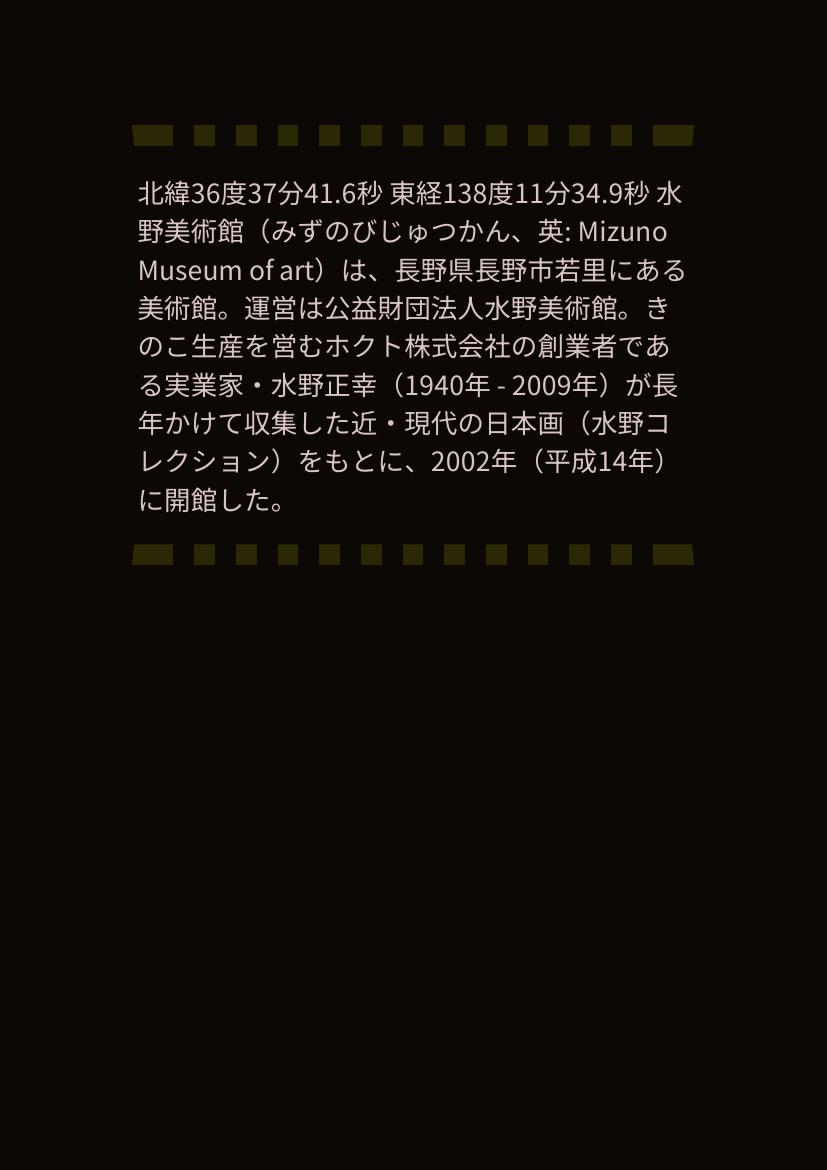 北緯36度37分41.6秒 東経138度11分34.9秒 水
野美術館（みずのびじゅつかん、英: Mizuno
Museum of art）は、長野県長野市若里にある
美術館。運営は公益財団法人水野美術館。き
のこ生産を営むホクト株式会社の創業者であ
る実業家・水野正幸（1940年 - 2009年）が長
年かけて収集した近・現代の日本画（水野コ
レクション）をもとに、2002年（平成14年）
に開館した。